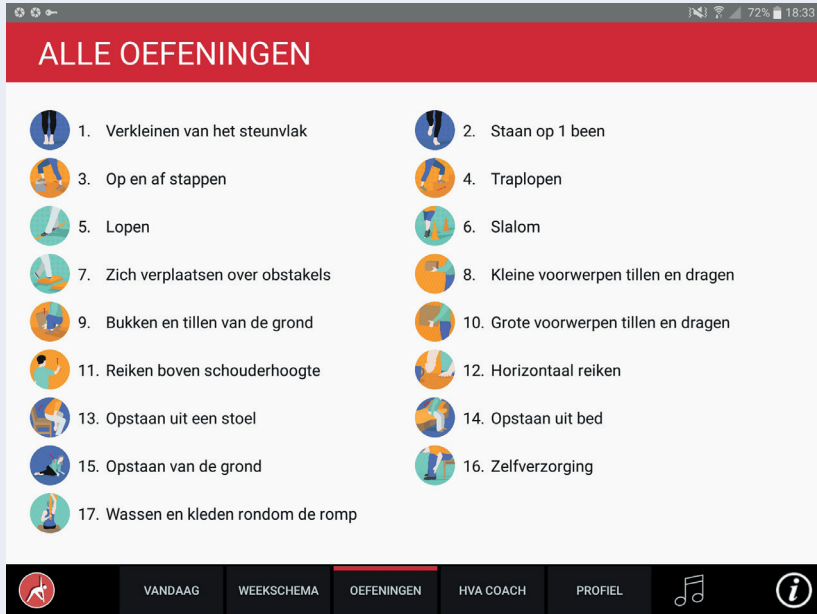 72% 18:33
ALLE OEFENINGEN
1. Verkleinen van het steunvlak
2. Staan op 1 been
3. Op en af stappen
4. Traplopen
5. Lopen
6. Slalom
7. Zich verplaatsen over obstakels
8. Kleine voorwerpen tillen en dragen
9. Bukken en tillen van de grond
10. Grote voorwerpen tillen en dragen
11. Reiken boven schouderhoogte
12. Horizontaal reiken
13. Opstaan uit een stoel
14. Opstaan uit bed
15. Opstaan van de grond
16. Zelfverzorging
17. Wassen en kleden rondom de romp
VANDAAG WEEKSCHEMA OEFENINGEN HVA COACH PROFIEL i